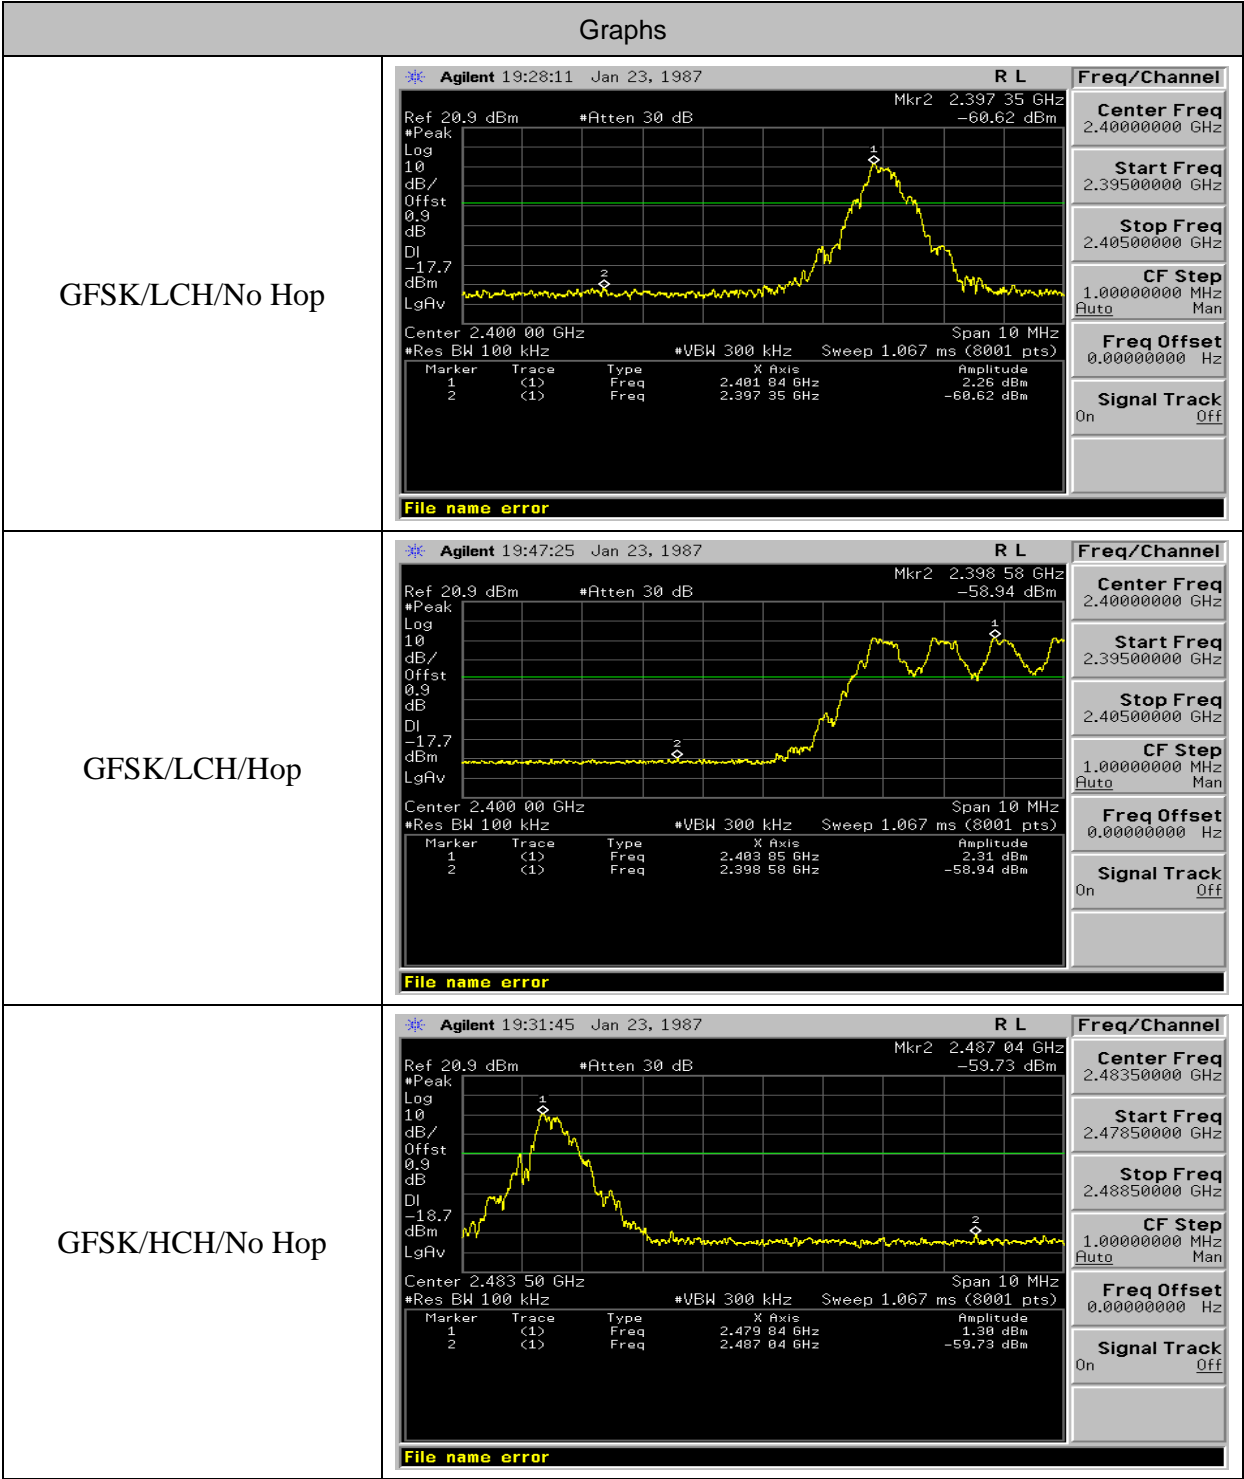 Graphs
GFSK/LCH/No Hop
Agilent 19:28:11 Jan 23, 1987 R L Freq/Channel
Mkr2 2.397 35 GHz
Ref 20.9 dBm #Atten 30 dB -60.62 dBm
#Peak
Log
10
dB/
Offst
0.9
dB
DI
-17.7
dBm
LgAv
1
2
Center 2.400 00 GHz Span 10 MHz
#Res BW 100 kHz #VBW 300 kHz Sweep 1.067 ms (8001 pts)
Marker Trace Type X Axis Amplitude
1 (1) Freq 2.401 84 GHz 2.26 dBm
2 (1) Freq 2.397 35 GHz -60.62 dBm
File name error
Center Freq
2.40000000 GHz
Start Freq
2.39500000 GHz
Stop Freq
2.40500000 GHz
CF Step
1.00000000 MHz
Auto Man
Freq Offset
0.00000000 Hz
Signal Track
On Off
GFSK/LCH/Hop
Agilent 19:47:25 Jan 23, 1987 R L Freq/Channel
Mkr2 2.398 58 GHz
Ref 20.9 dBm #Atten 30 dB -58.94 dBm
#Peak
Log
10
dB/
Offst
0.9
dB
DI
-17.7
dBm
LgAv
1
2
Center 2.400 00 GHz Span 10 MHz
#Res BW 100 kHz #VBW 300 kHz Sweep 1.067 ms (8001 pts)
Marker Trace Type X Axis Amplitude
1 (1) Freq 2.403 85 GHz 2.31 dBm
2 (1) Freq 2.398 58 GHz -58.94 dBm
File name error
Center Freq
2.40000000 GHz
Start Freq
2.39500000 GHz
Stop Freq
2.40500000 GHz
CF Step
1.00000000 MHz
Auto Man
Freq Offset
0.00000000 Hz
Signal Track
On Off
GFSK/HCH/No Hop
Agilent 19:31:45 Jan 23, 1987 R L Freq/Channel
Mkr2 2.487 04 GHz
Ref 20.9 dBm #Atten 30 dB -59.73 dBm
#Peak
Log
10
dB/
Offst
0.9
dB
DI
-18.7
dBm
LgAv
1
2
Center 2.483 50 GHz Span 10 MHz
#Res BW 100 kHz #VBW 300 kHz Sweep 1.067 ms (8001 pts)
Marker Trace Type X Axis Amplitude
1 (1) Freq 2.479 84 GHz 1.30 dBm
2 (1) Freq 2.487 04 GHz -59.73 dBm
File name error
Center Freq
2.48350000 GHz
Start Freq
2.47850000 GHz
Stop Freq
2.48850000 GHz
CF Step
1.00000000 MHz
Auto Man
Freq Offset
0.00000000 Hz
Signal Track
On Off